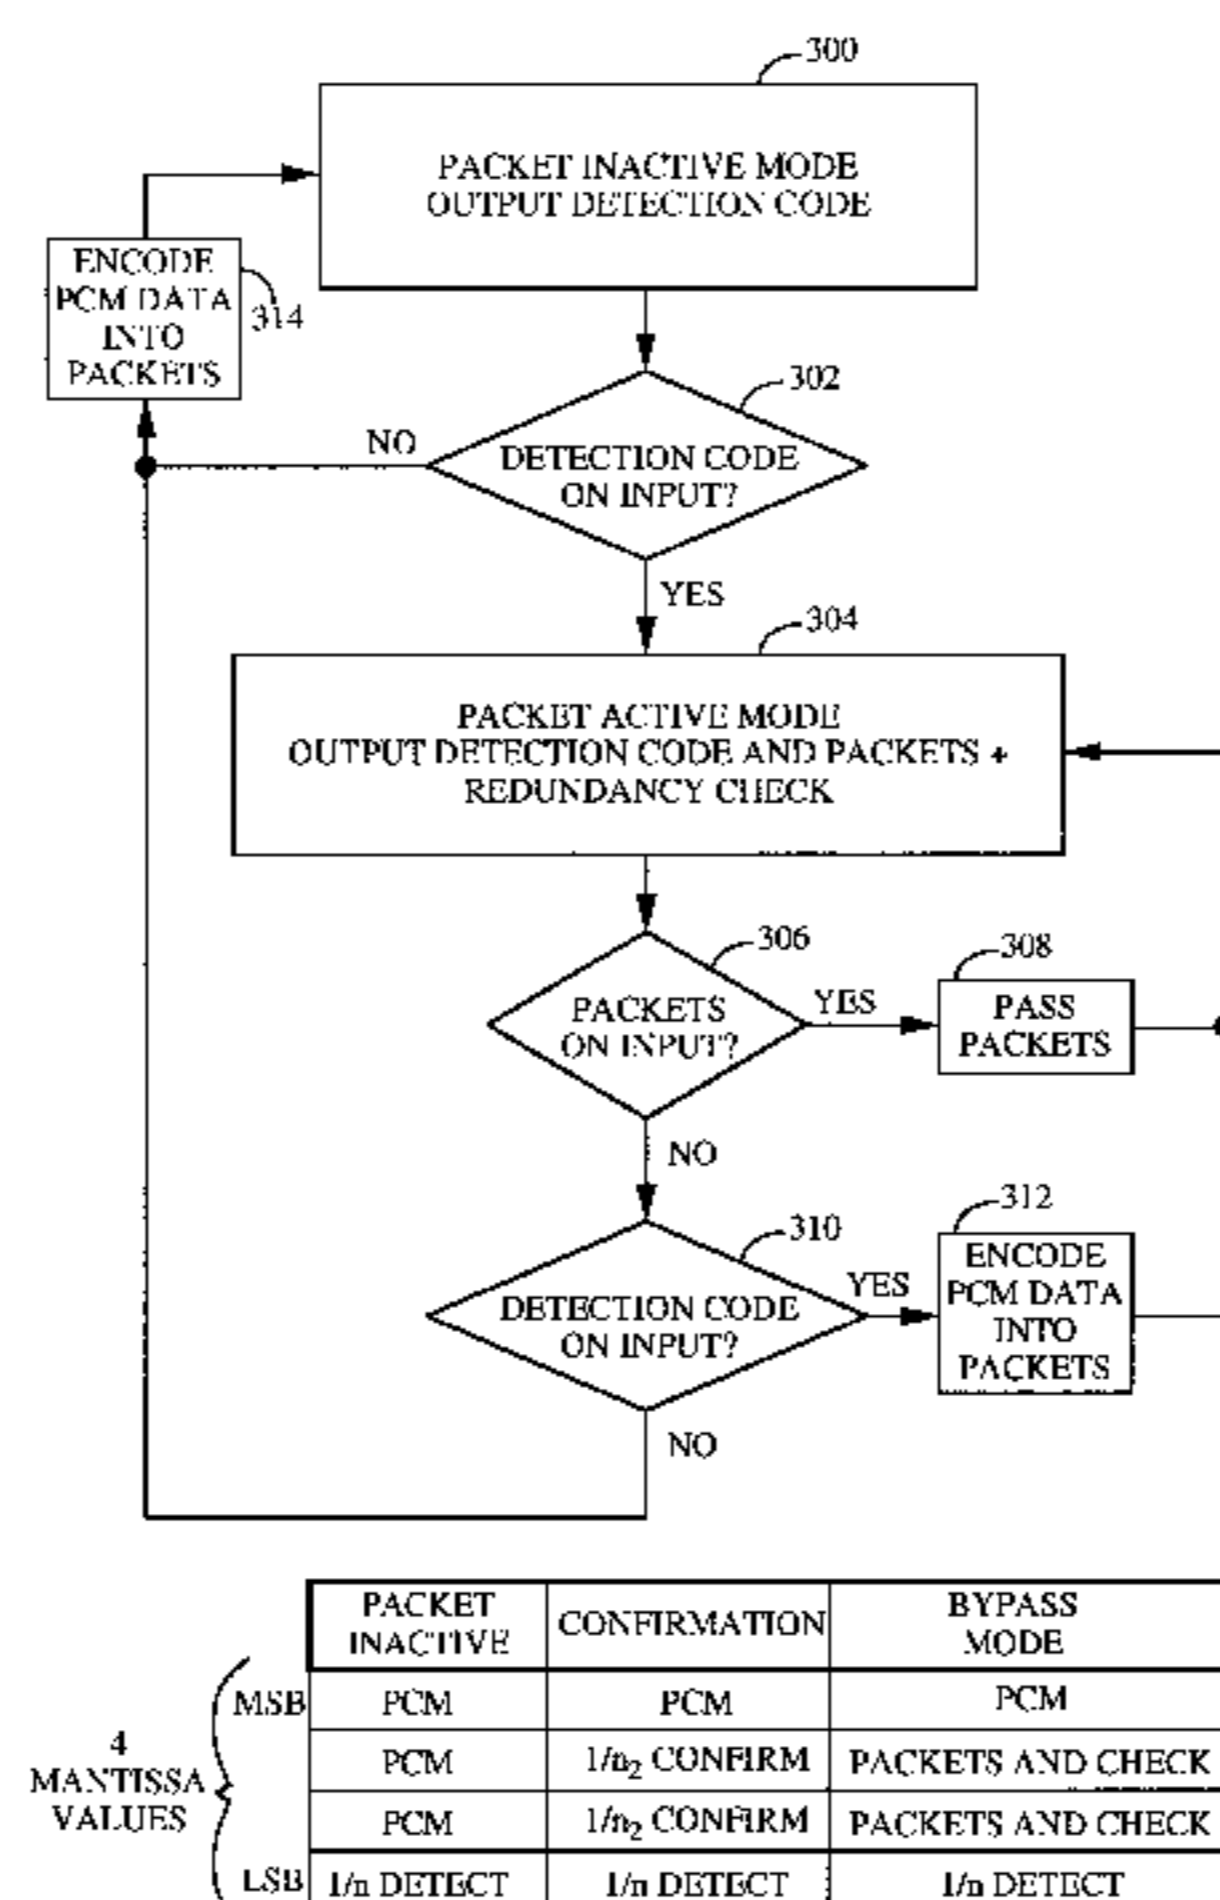 300
PACKET INACTIVE MODE
OUTPUT DETECTION CODE
ENCODE
PCM DATA
INTO
PACKETS
314
302
NO
DETECTION CODE
ON INPUT?
YES
304
PACKET ACTIVE MODE
OUTPUT DETECTION CODE AND PACKETS +
REDUNDANCY CHECK
306
PACKETS
ON INPUT?
YES
308
PASS
PACKETS
NO
310
DETECTION CODE
ON INPUT?
YES
312
ENCODE
PCM DATA
INTO
PACKETS
NO
PACKET
INACTIVE
CONFIRMATION
BYPASS
MODE
4
MANTISSA
VALUES
MSB PCM PCM PCM
PCM 1/n₂ CONFIRM PACKETS AND CHECK
PCM 1/n₂ CONFIRM PACKETS AND CHECK
LSB 1/n DETECT 1/n DETECT 1/n DETECT